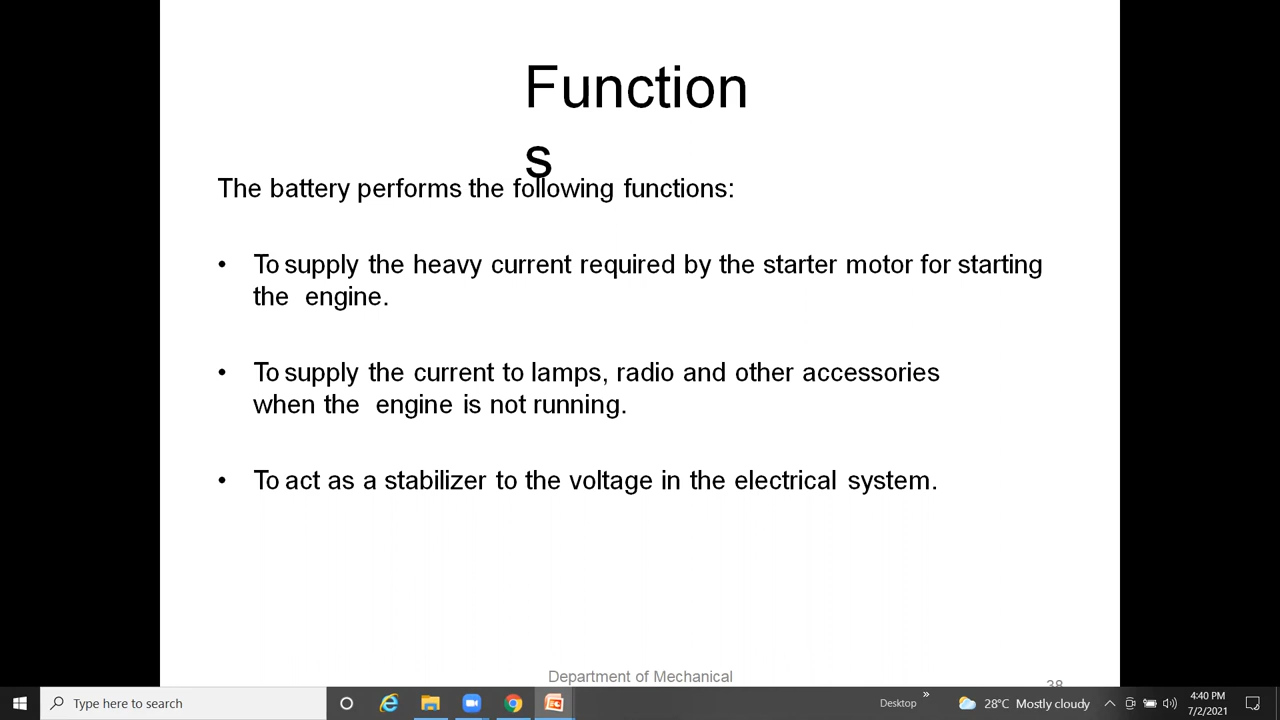 Function
s
The battery performs the following functions:
• To supply the heavy current required by the starter motor for starting
the engine.
• To supply the current to lamps, radio and other accessories
when the engine is not running.
• To act as a stabilizer to the voltage in the electrical system.
Department of Mechanical
38
Type here to search
Desktop
28°C Mostly cloudy
4:40 PM
7/2/2021